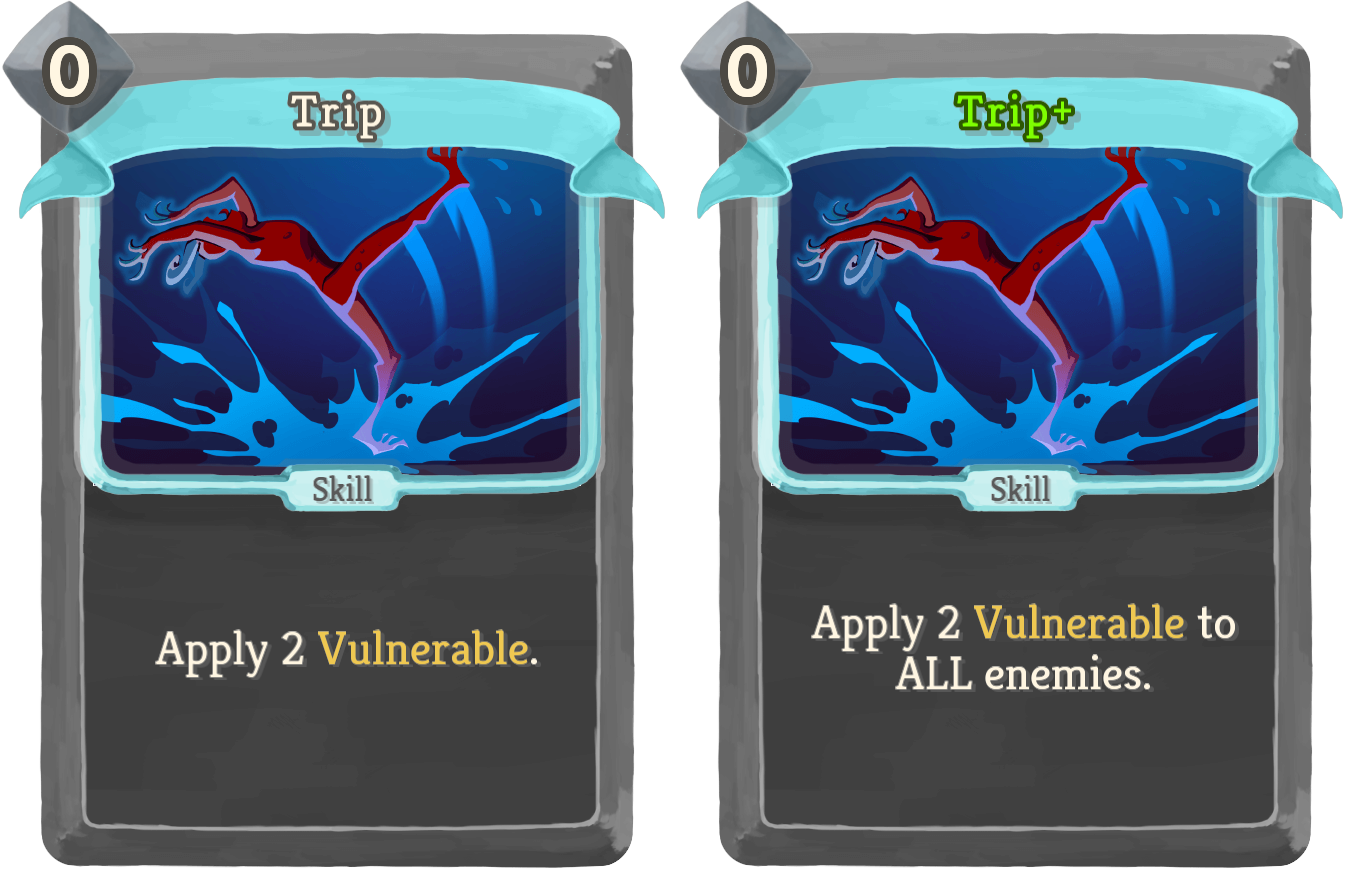 0
Trip
Skill
Apply 2 Vulnerable.
0
Trip+
Skill
Apply 2 Vulnerable to
ALL enemies.